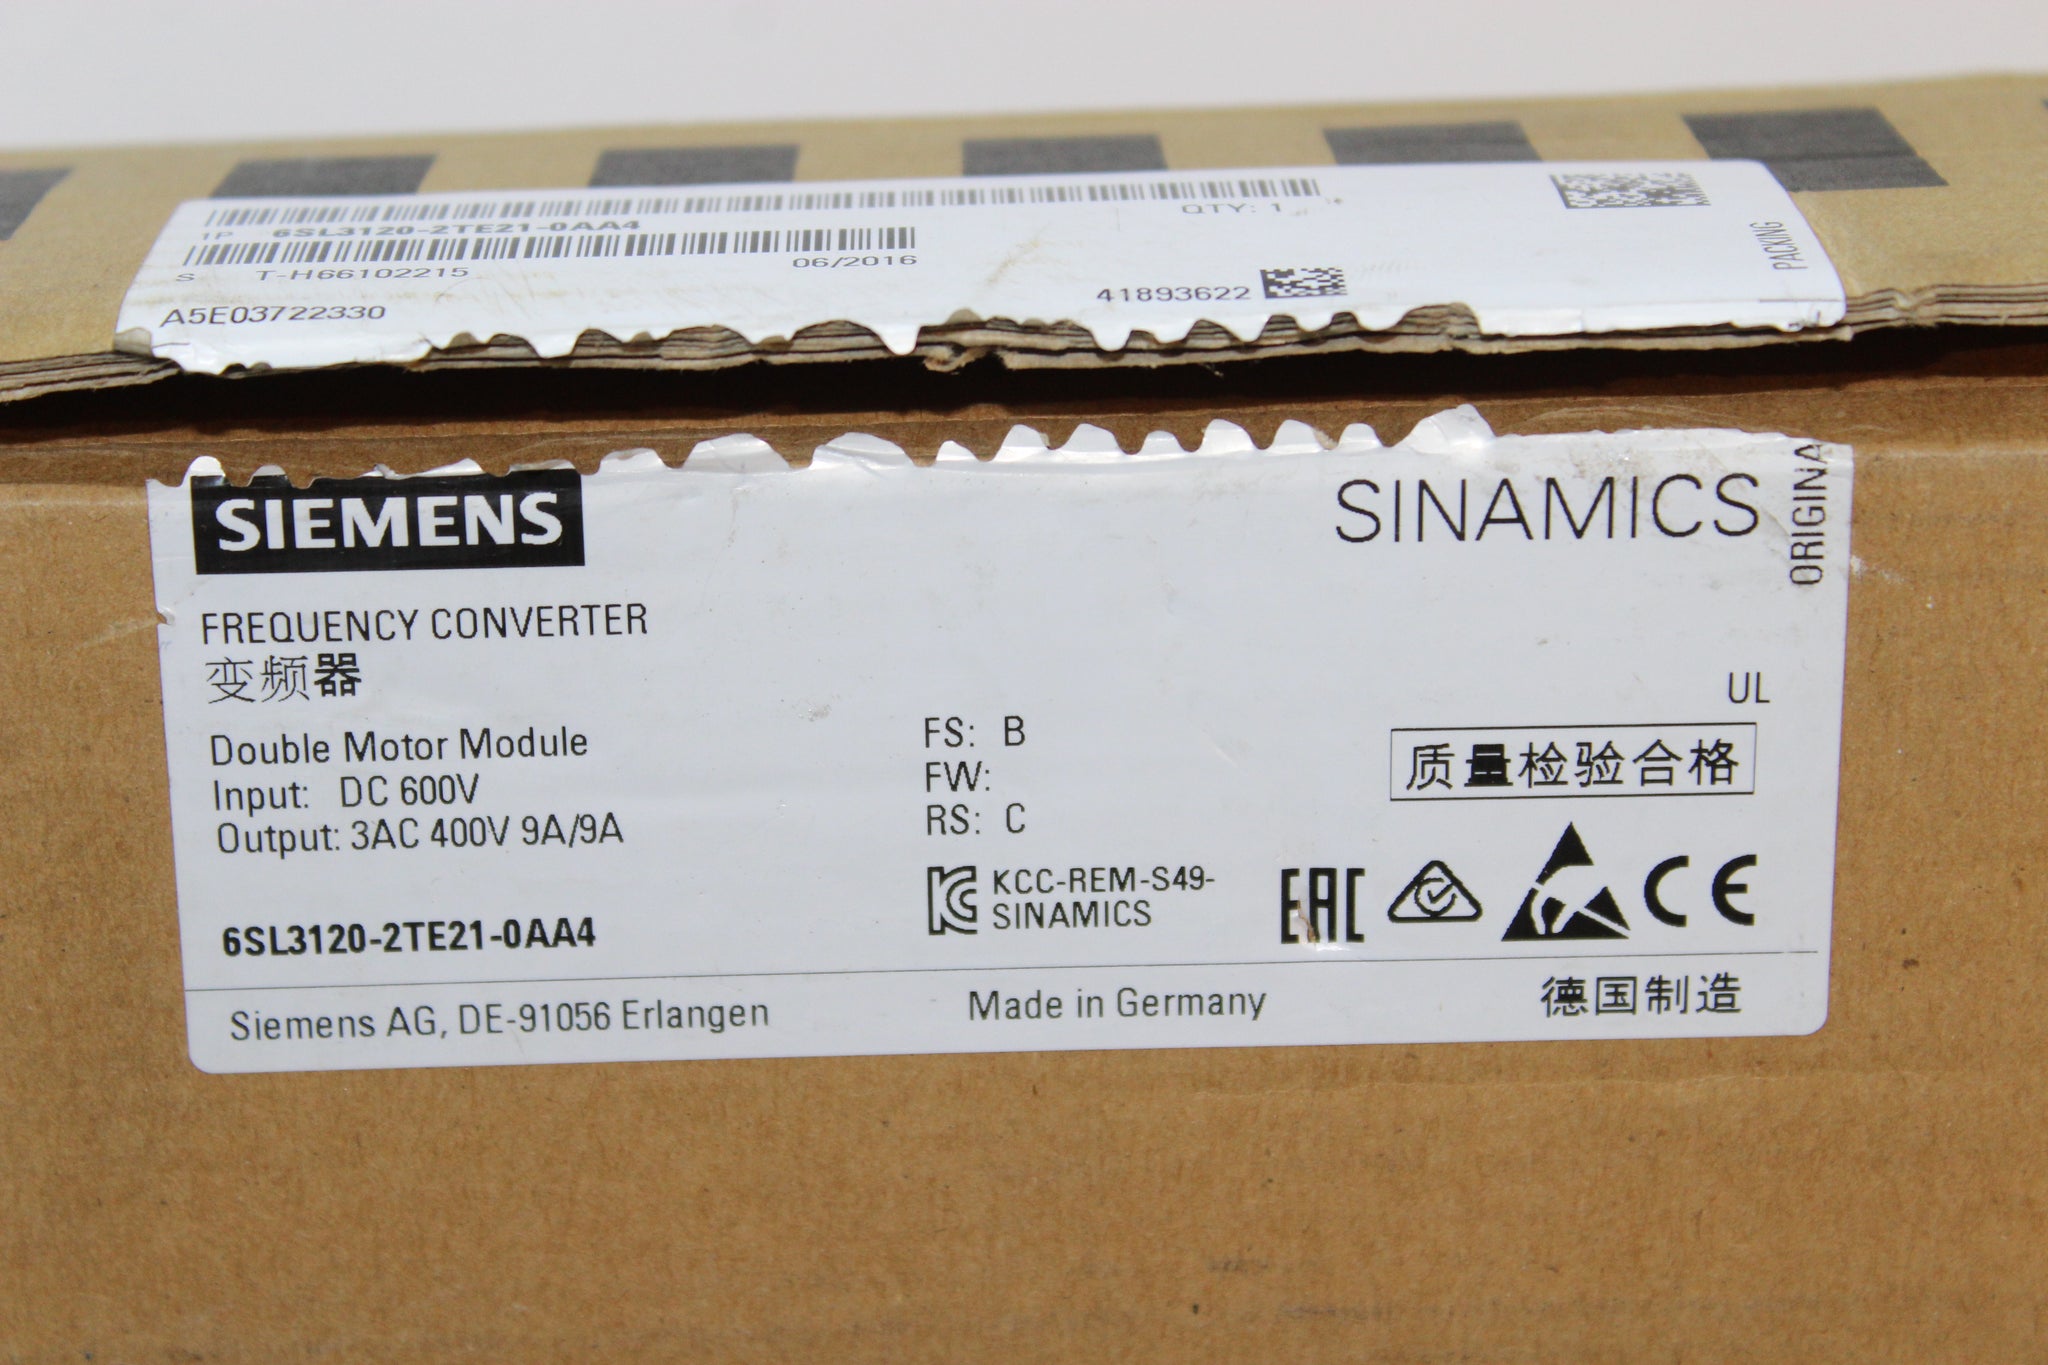 1P 6SL3120-2TE21-0AA4 QTY: 1
S T-H66102215 06/2016
A5E03722330 41893622
PACKING
SIEMENS
SINAMICS
ORIGINA
FREQUENCY CONVERTER
变频器
UL
Double Motor Module
Input: DC 600V
Output: 3AC 400V 9A/9A
FS: B
FW:
RS: C
质量检验合格
KCC-REM-S49-
SINAMICS
EAC
CE
6SL3120-2TE21-0AA4
Siemens AG, DE-91056 Erlangen
Made in Germany
德国制造